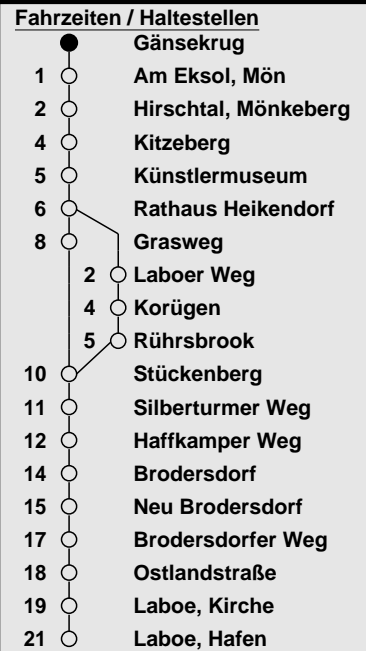 Fahrzeiten / Haltestellen
Gänsekrug
1 Am Eksol, Mön
2 Hirschtal, Mönkeberg
4 Kitzeberg
5 Künstlermuseum
6 Rathaus Heikendorf
8 Grasweg
2 Laboer Weg
4 Korügen
5 Rührsbrook
10 Stückenberg
11 Silberturmer Weg
12 Haffkamper Weg
14 Brodersdorf
15 Neu Brodersdorf
17 Brodersdorfer Weg
18 Ostlandstraße
19 Laboe, Kirche
21 Laboe, Hafen